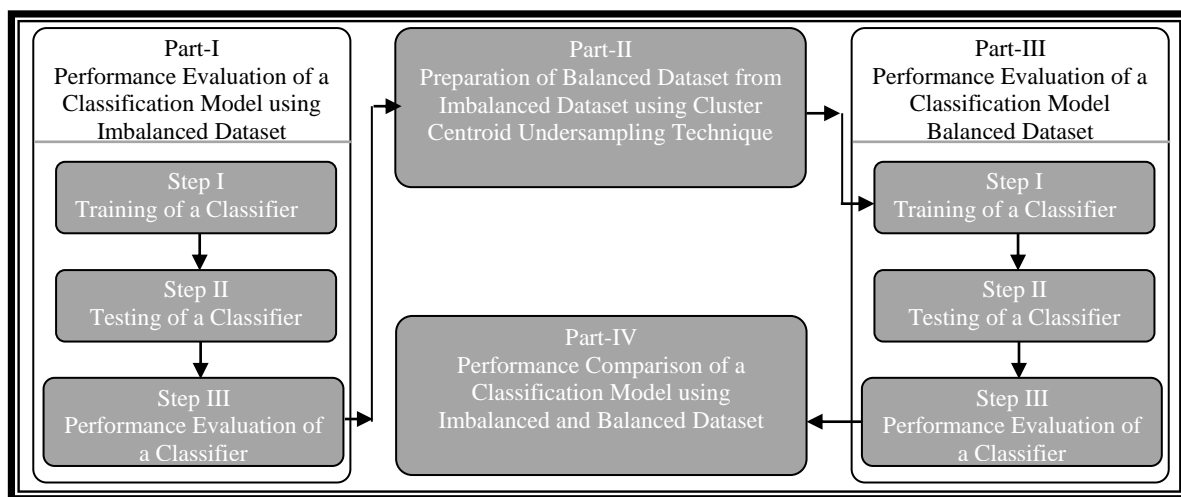 Part-I
Performance Evaluation of a
Classification Model using
Imbalanced Dataset
Step I
Training of a Classifier
Step II
Testing of a Classifier
Step III
Performance Evaluation of
a Classifier
Part-II
Preparation of Balanced Dataset from
Imbalanced Dataset using Cluster
Centroid Undersampling Technique
Part-III
Performance Evaluation of a
Classification Model
Balanced Dataset
Step I
Training of a Classifier
Step II
Testing of a Classifier
Step III
Performance Evaluation of
a Classifier
Part-IV
Performance Comparison of a
Classification Model using
Imbalanced and Balanced Dataset